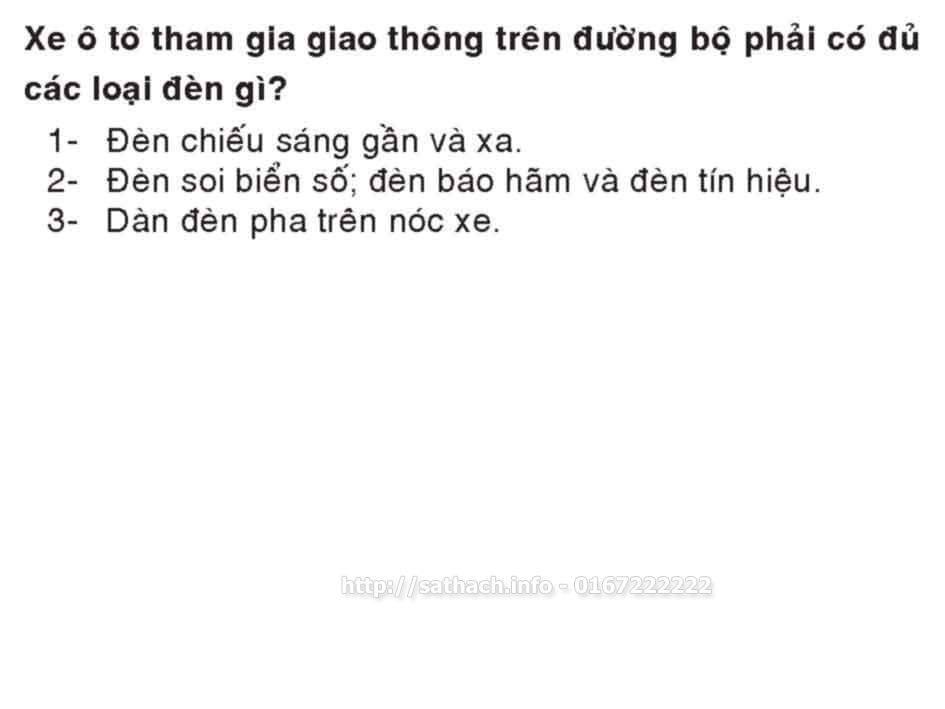 Xe ô tô tham gia giao thông trên đường bộ phải có đủ
các loại đèn gì?
1- Đèn chiếu sáng gần và xa.
2- Đèn soi biển số; đèn báo hãm và đèn tín hiệu.
3- Dàn đèn pha trên nóc xe.
http://sathach.info - 0167222222